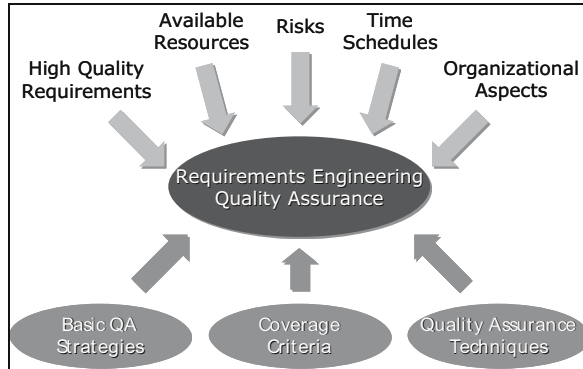 Available
Resources
Risks
Time
Schedules
High Quality
Requirements
Organizational
Aspects
Requirements Engineering
Quality Assurance
Basic QA
Strategies
Coverage
Criteria
Quality Assurance
Techniques